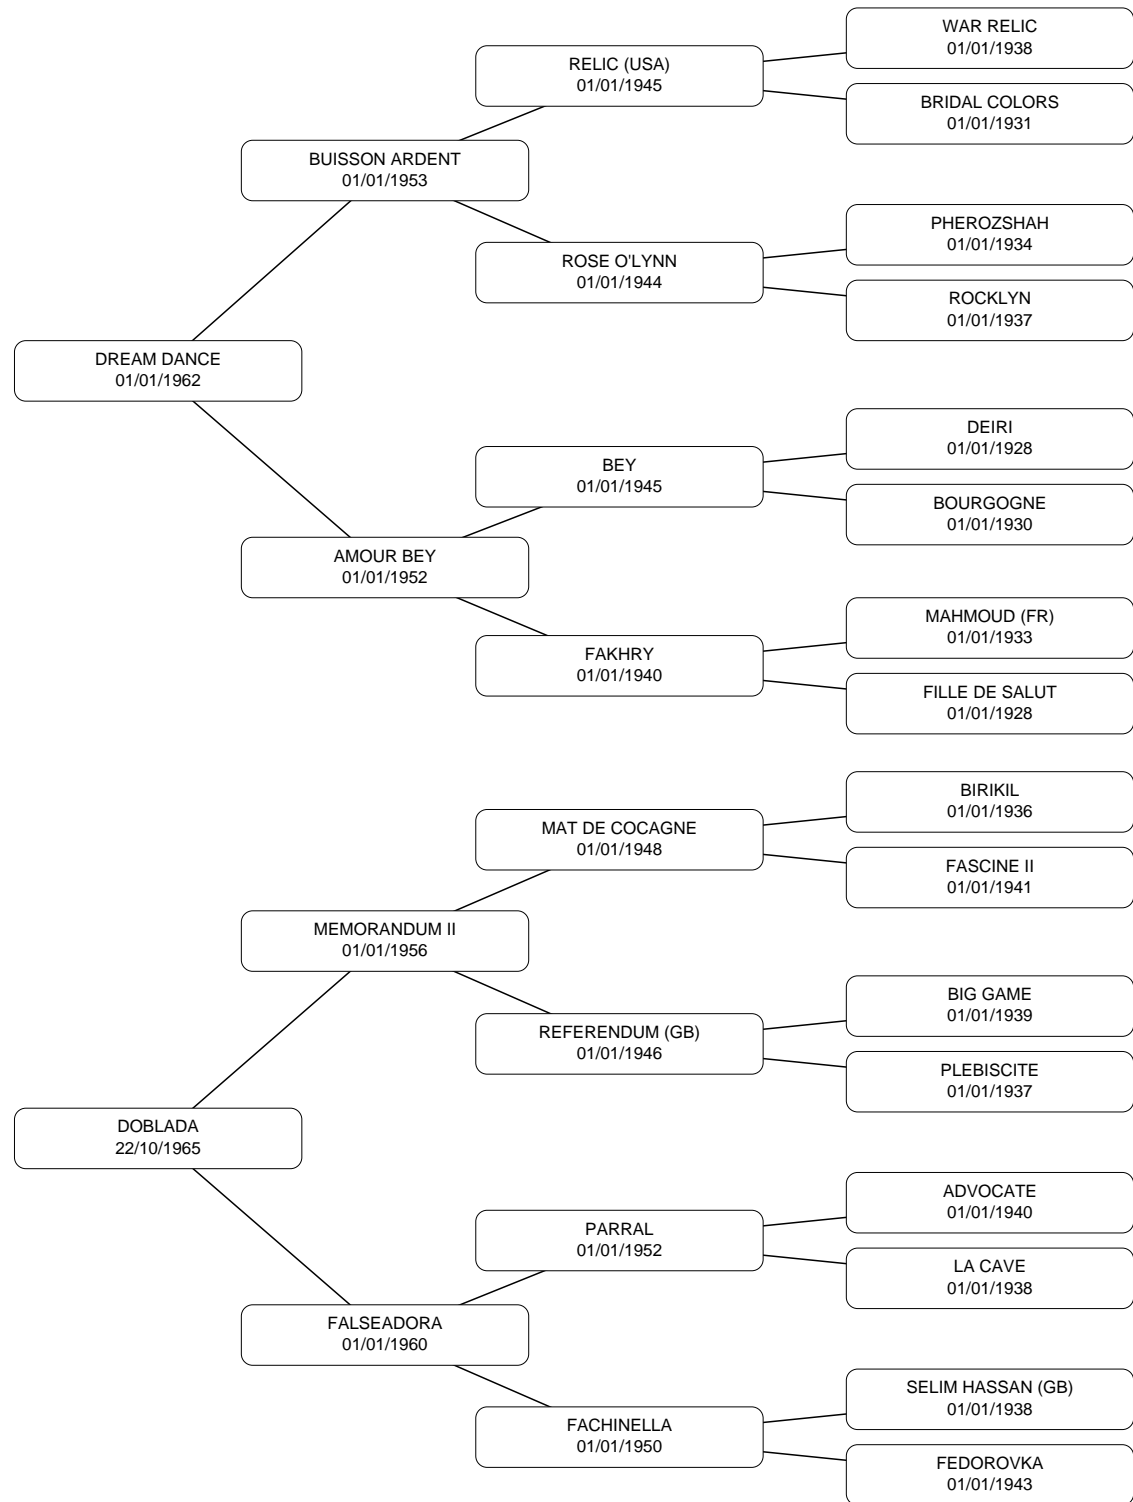 WAR RELIC
01/01/1938
RELIC (USA)
01/01/1945
BRIDAL COLORS
01/01/1931
BUISSON ARDENT
01/01/1953
PHEROZSHAH
01/01/1934
ROSE O'LYNN
01/01/1944
ROCKLYN
01/01/1937
DREAM DANCE
01/01/1962
DEIRI
01/01/1928
BEY
01/01/1945
BOURGOGNE
01/01/1930
AMOUR BEY
01/01/1952
MAHMOUD (FR)
01/01/1933
FAKHRY
01/01/1940
FILLE DE SALUT
01/01/1928
BIRIKIL
01/01/1936
MAT DE COCAGNE
01/01/1948
FASCINE II
01/01/1941
MEMORANDUM II
01/01/1956
BIG GAME
01/01/1939
REFERENDUM (GB)
01/01/1946
PLEBISCITE
01/01/1937
DOBLADA
22/10/1965
ADVOCATE
01/01/1940
PARRAL
01/01/1952
LA CAVE
01/01/1938
FALSEADORA
01/01/1960
SELIM HASSAN (GB)
01/01/1938
FACHINELLA
01/01/1950
FEDOROVKA
01/01/1943